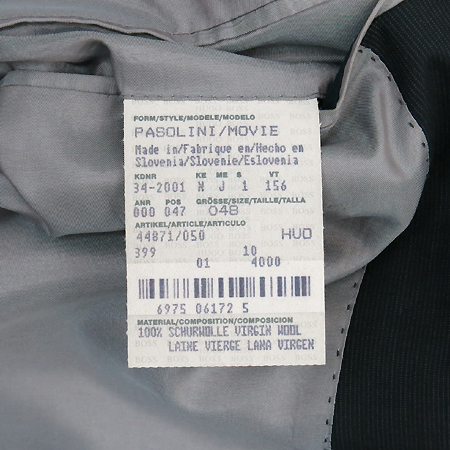 FORM/STYLE/MODELE/MODELO
PASOLINI/MOVIE
Made in/Fabrique en/Hecho en
Slovenia/Slovenie/Eslovenia
KDNR KE ME S VT
34-2001 N J 1 156
ANR POS GRÖSSE/SIZE/TAILLE/TALLA
000 047 048
ARTIKEL/ARTICLE/ARTICULO
44871/050 HUO
399 10
01 4000
6975 06172 5
MATERIAL/COMPOSITION/COMPOSICION
100% SCHURWOLLE VIRGIN WOOL
LAINE VIERGE LANA VIRGEN